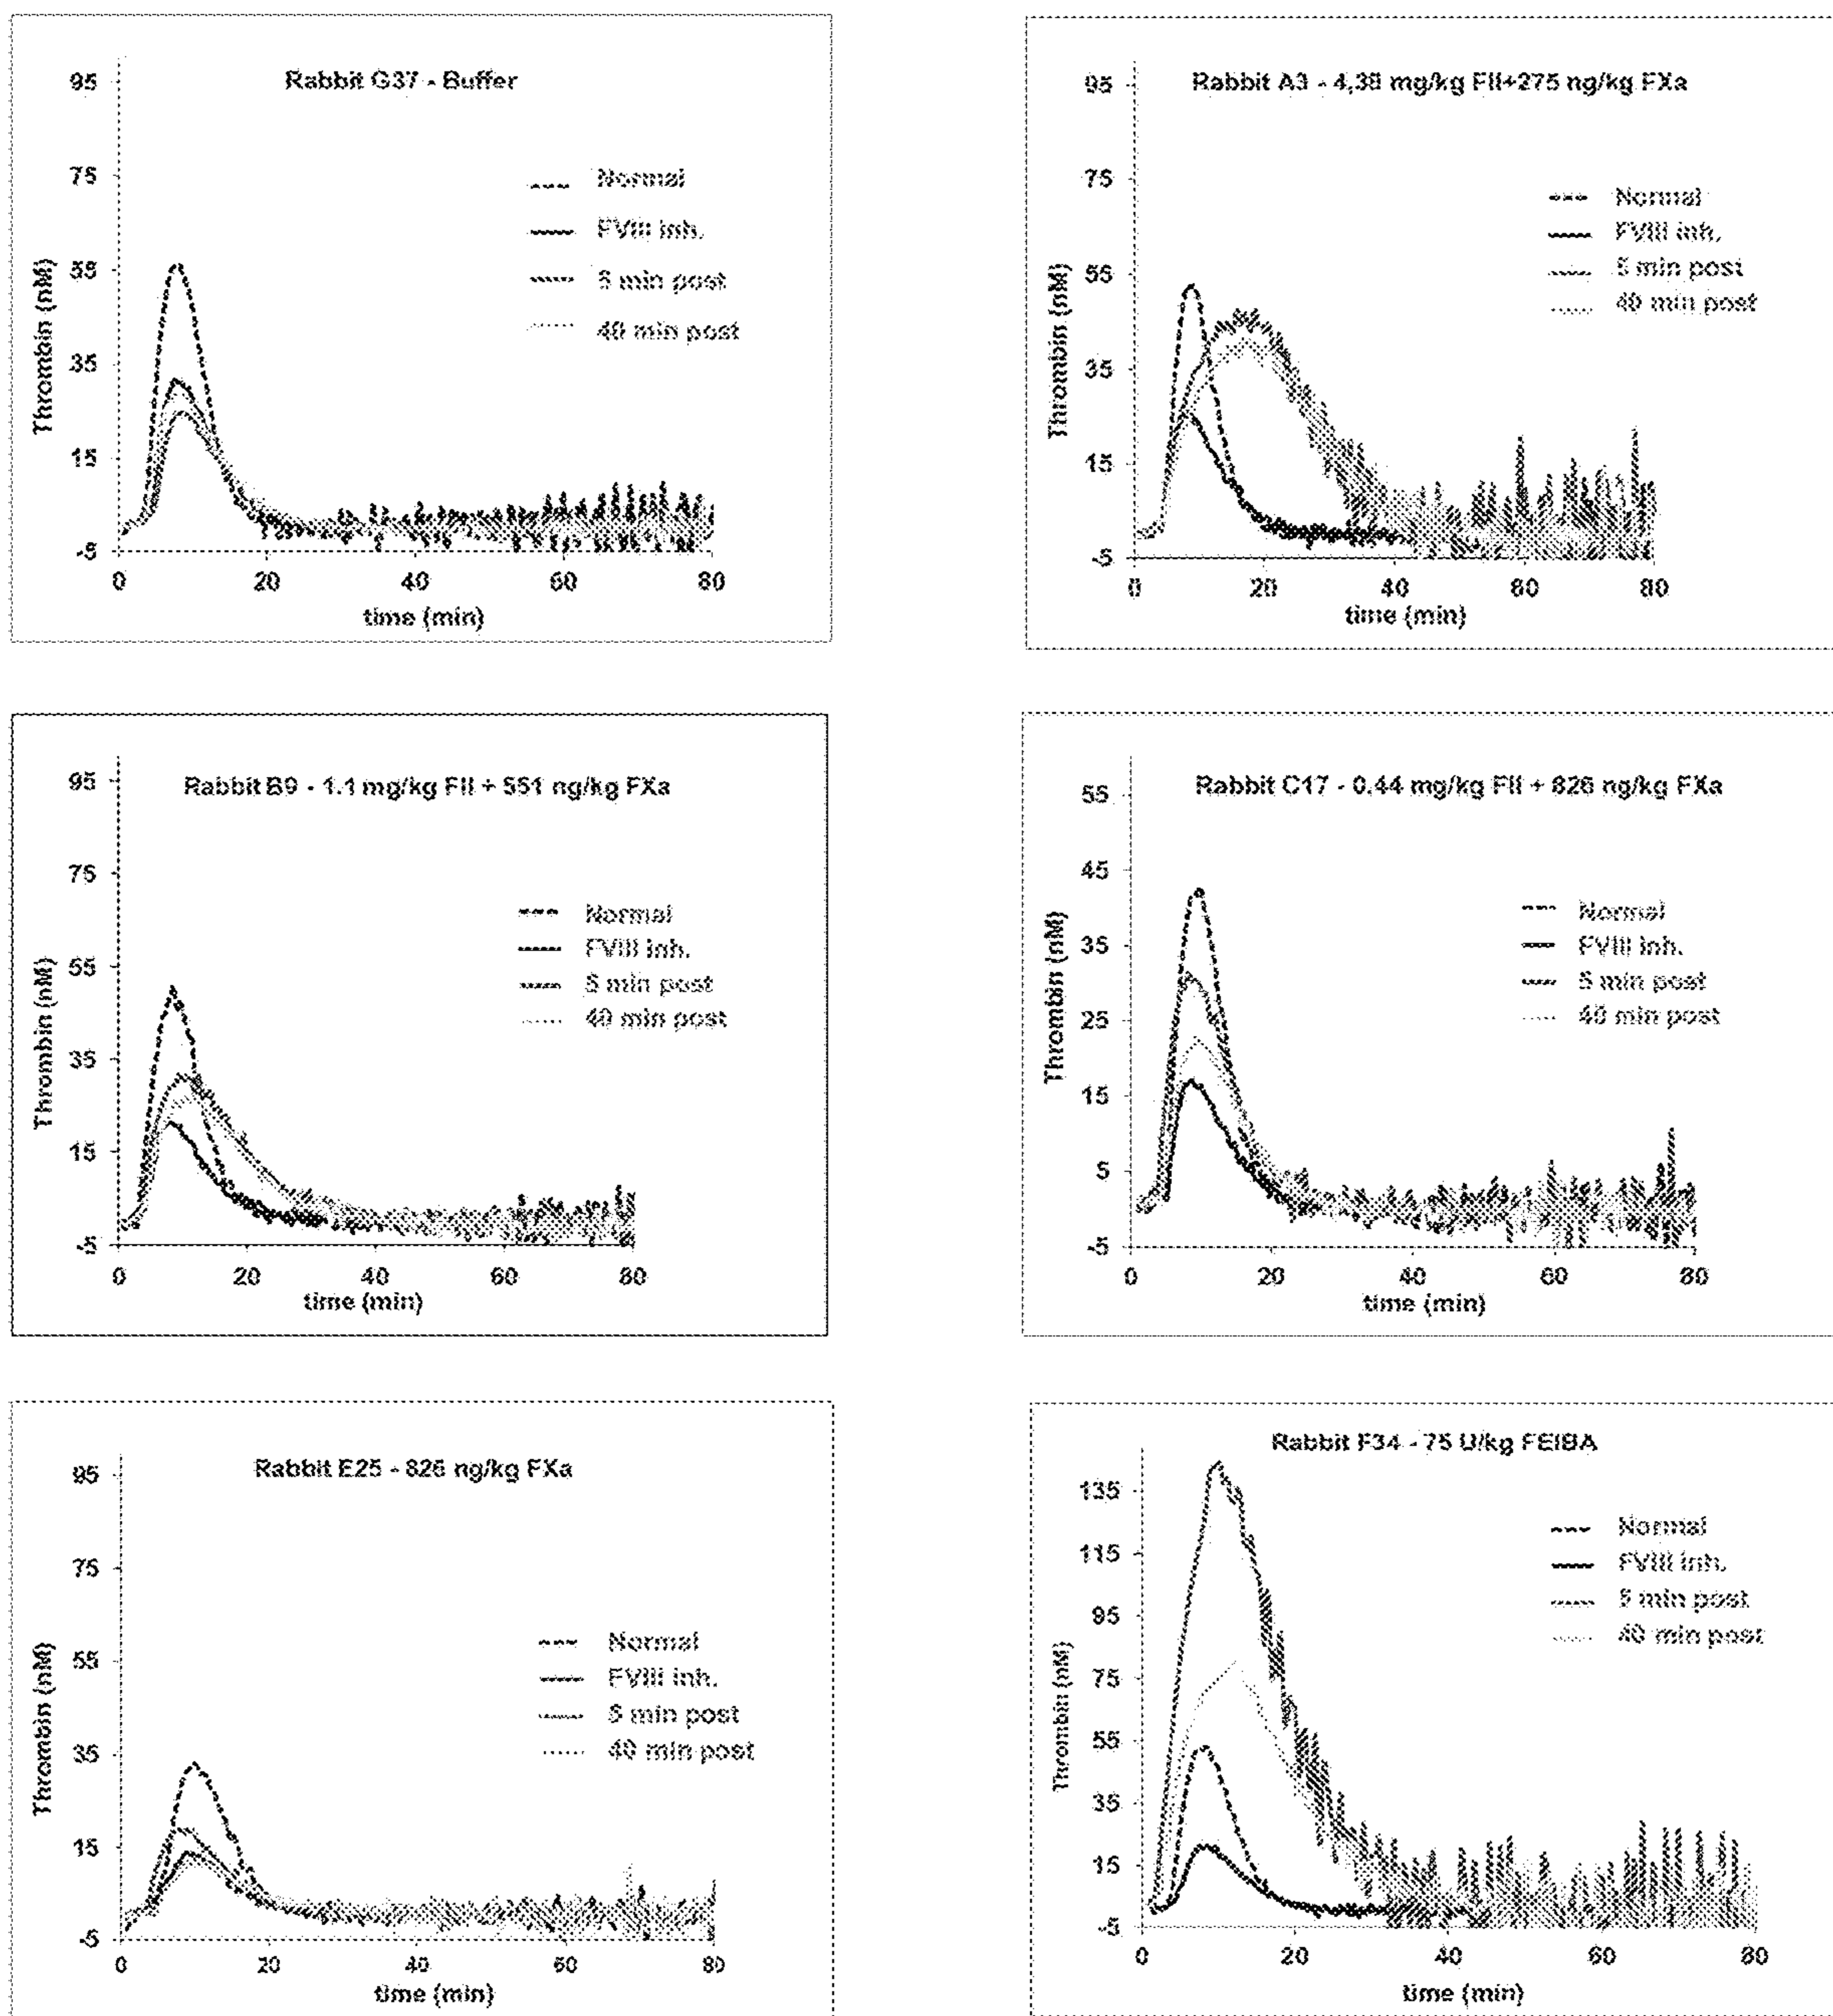 Rabbit G37 - Buffer
95
75
55
35
15
-5
Thrombin (nM)
Normal
FVIII inh.
5 min post
40 min post
0 20 40 60 80
time (min)
Rabbit A3 - 4,38 mg/kg FII+275 ng/kg FXa
95
75
55
35
15
-5
Thrombin (nM)
Normal
FVIII inh.
5 min post
40 min post
0 20 40 60 80
time (min)
Rabbit B9 - 1.1 mg/kg FII + 551 ng/kg FXa
95
75
55
35
15
-5
Thrombin (nM)
Normal
FVIII inh.
5 min post
40 min post
0 20 40 60 80
time (min)
Rabbit C17 - 0.44 mg/kg FII + 826 ng/kg FXa
55
45
35
25
15
5
-5
Thrombin (nM)
Normal
FVIII inh.
5 min post
40 min post
0 20 40 60 80
time (min)
Rabbit E25 - 826 ng/kg FXa
95
75
55
35
15
-5
Thrombin (nM)
Normal
FVIII inh.
5 min post
40 min post
0 20 40 60 80
time (min)
Rabbit F34 - 75 U/kg FEIBA
135
115
95
75
55
35
15
-5
Thrombin (nM)
Normal
FVIII inh.
5 min post
40 min post
0 20 40 60 80
time (min)